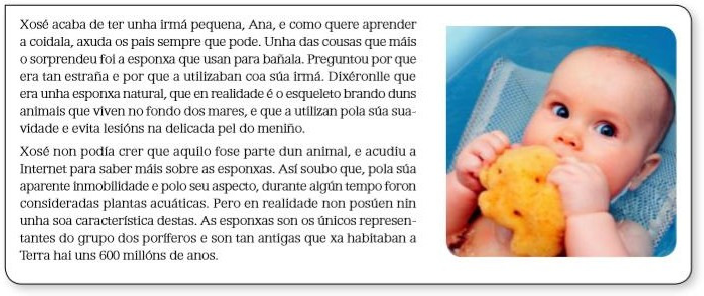 Xosé acaba de ter unha irmá pequena, Ana, e como quere aprender
a coidala, axuda os pais sempre que pode. Unha das cousas que máis
o sorprendeu foi a esponxa que usan para bañala. Preguntou por que
era tan estraña e por que a utilizaban coa súa irmá. Dixéronlle que
era unha esponxa natural, que en realidade é o esqueleto brando duns
animais que viven no fondo dos mares, e que a utilizan pola súa sua-
vidade e evita lesións na delicada pel do meniño.
Xosé non podía crer que aquilo fose parte dun animal, e acudiu a
Internet para saber máis sobre as esponxas. Así soubo que, pola súa
aparente inmobilidade e polo seu aspecto, durante algún tempo foron
consideradas plantas acuáticas. Pero en realidade non posúen nin
unha soa característica destas. As esponxas son os únicos represen-
tantes do grupo dos poríferos e son tan antigas que xa habitaban a
Terra hai uns 600 millóns de anos.